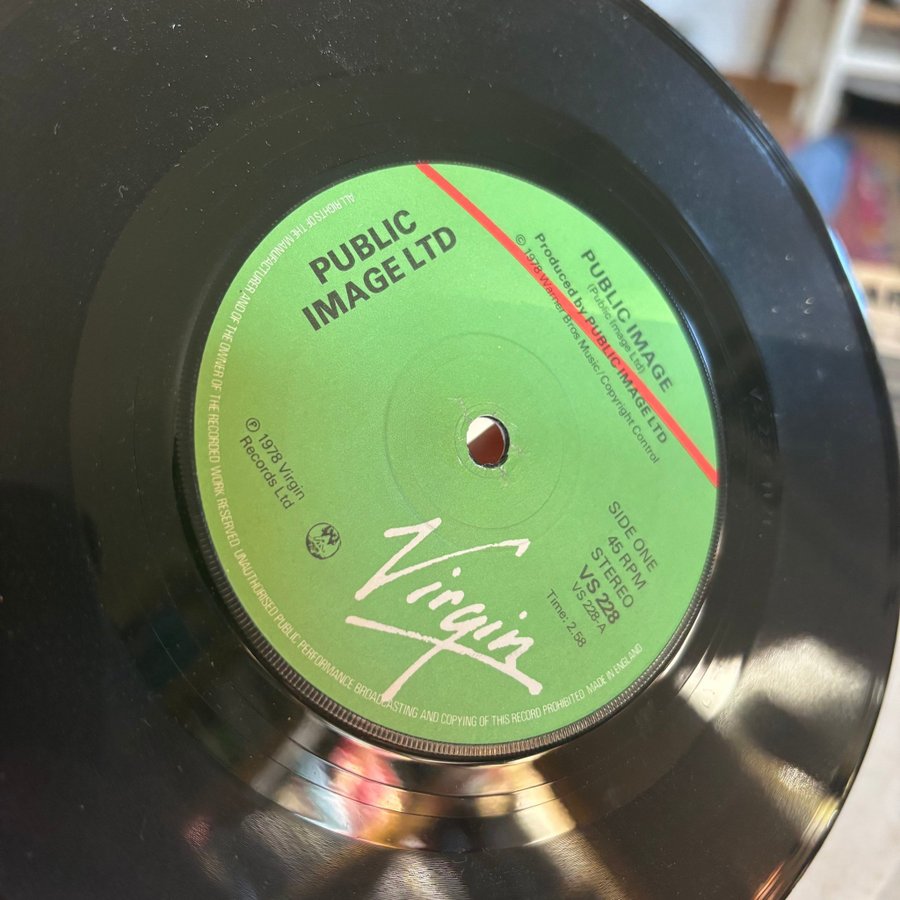 PUBLIC
IMAGE LTD
PUBLIC IMAGE
(Public Image Ltd)
Produced by PUBLIC IMAGE LTD
© 1978 Warner Bros Music/Copyright Control
℗ 1978 Virgin
Records Ltd
SIDE ONE
45 RPM
STEREO
VS 228
VS 228-A
Time: 2.58
Virgin
ALL RIGHTS OF THE MANUFACTURER AND OF THE OWNER OF THE RECORDED WORK RESERVED UNAUTHORISED PUBLIC PERFORMANCE BROADCASTING AND COPYING OF THIS RECORD PROHIBITED MADE IN ENGLAND